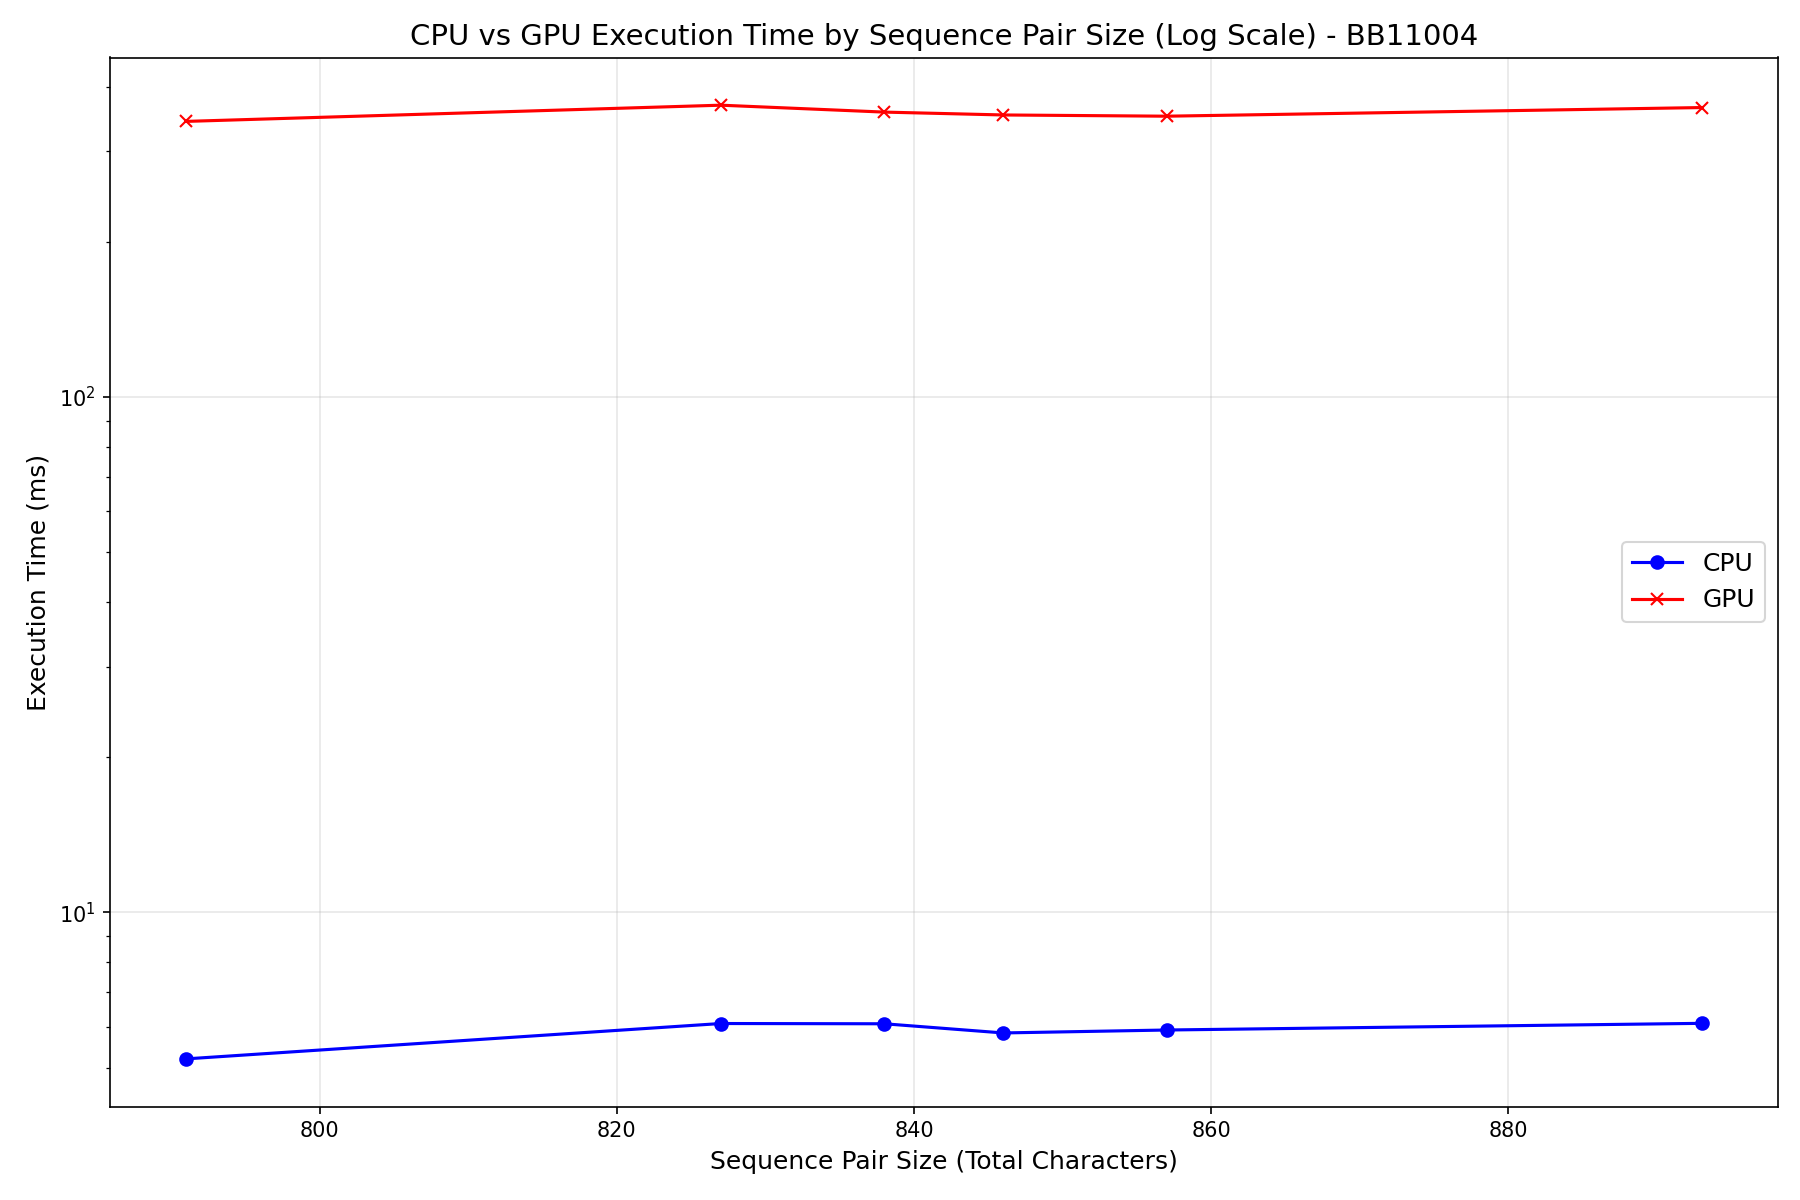 CPU vs GPU Execution Time by Sequence Pair Size (Log Scale) - BB11004
Execution Time (ms)
10²
10¹
CPU
GPU
800 820 840 860 880
Sequence Pair Size (Total Characters)